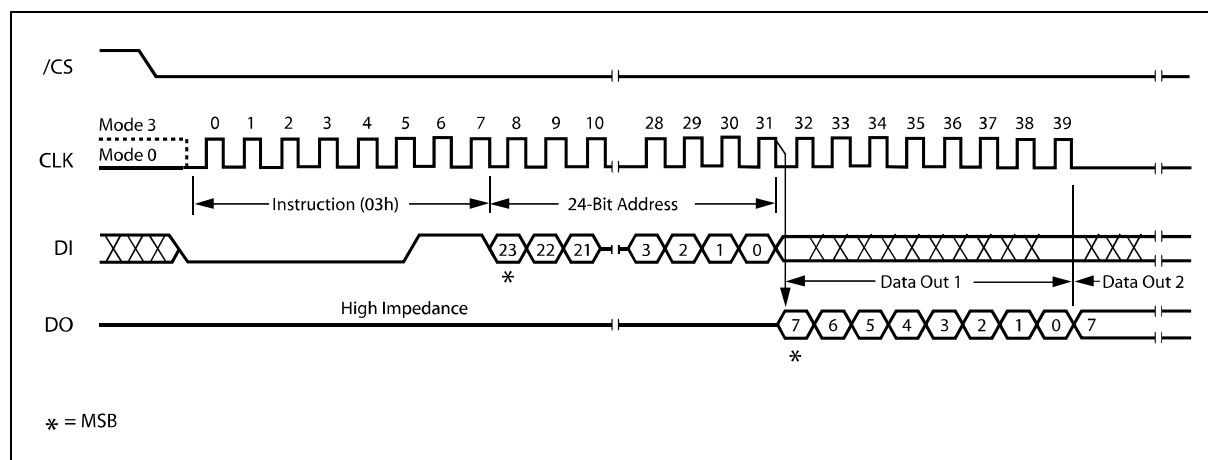 /CS
Mode 3
0 1 2 3 4 5 6 7 8 9 10 28 29 30 31 32 33 34 35 36 37 38 39
CLK
Mode 0
Instruction (03h) 24-Bit Address
DI
23 22 21 3 2 1 0
*
Data Out 1 Data Out 2
High Impedance
DO
7 6 5 4 3 2 1 0 7
*
* = MSB